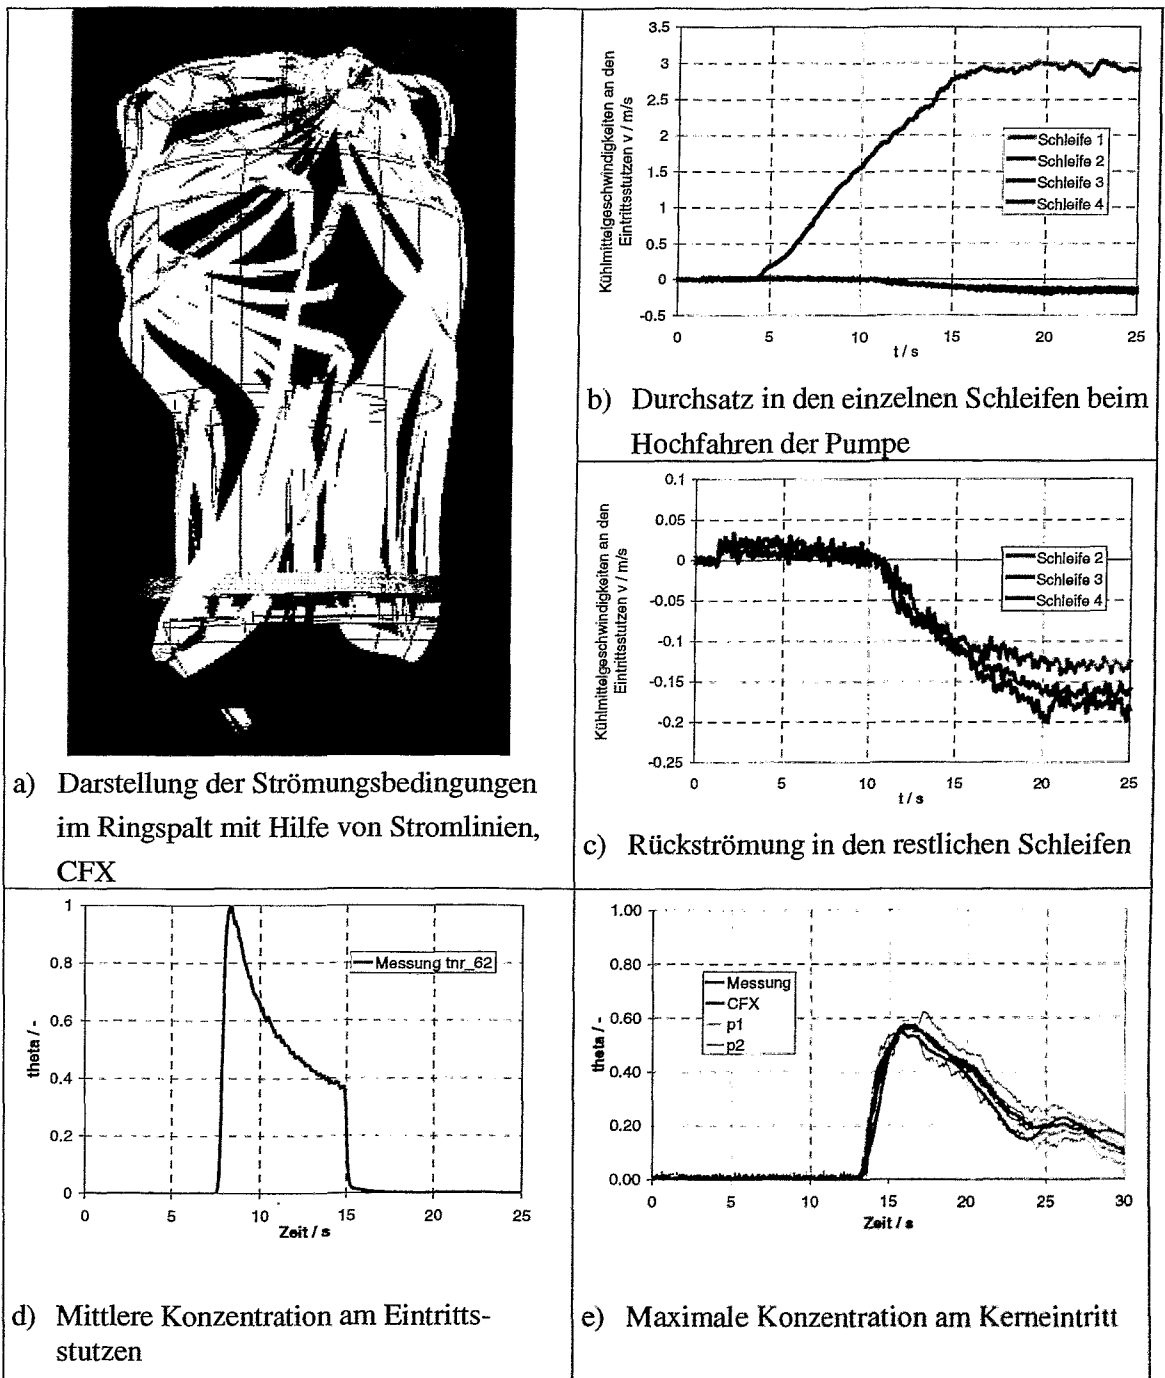 a) Darstellung der Strömungsbedingungen
im Ringspalt mit Hilfe von Stromlinien,
CFX
Kühlmittelgeschwindigkeiten an den
Eintrittsstutzen v / m/s
3.5
3
2.5
2
1.5
1
0.5
0
-0.5
Schleife 1
Schleife 2
Schleife 3
Schleife 4
0 5 10 15 20 25
t / s
b) Durchsatz in den einzelnen Schleifen beim
Hochfahren der Pumpe
Kühlmittelgeschwindigkeiten an den
Eintrittsstutzen v / m/s
0.1
0.05
0
-0.05
-0.1
-0.15
-0.2
-0.25
Schleife 2
Schleife 3
Schleife 4
0 5 10 15 20 25
t / s
c) Rückströmung in den restlichen Schleifen
theta / -
1
0.8
0.6
0.4
0.2
0
Messung tnr_62
0 5 10 15 20 25
Zeit / s
d) Mittlere Konzentration am Eintritts-
stutzen
theta / -
1.00
0.80
0.60
0.40
0.20
0.00
Messung
CFX
p1
p2
0 5 10 15 20 25 30
Zeit / s
e) Maximale Konzentration am Kerneintritt